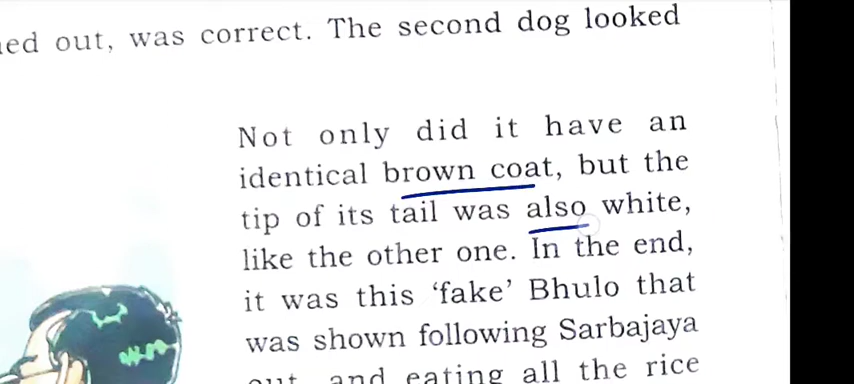 out, was correct. The second dog looked
Not only did it have an
identical brown coat, but the
tip of its tail was also white,
like the other one. In the end,
it was this ‘fake’ Bhulo that
was shown following Sarbajaya
out, and eating all the rice